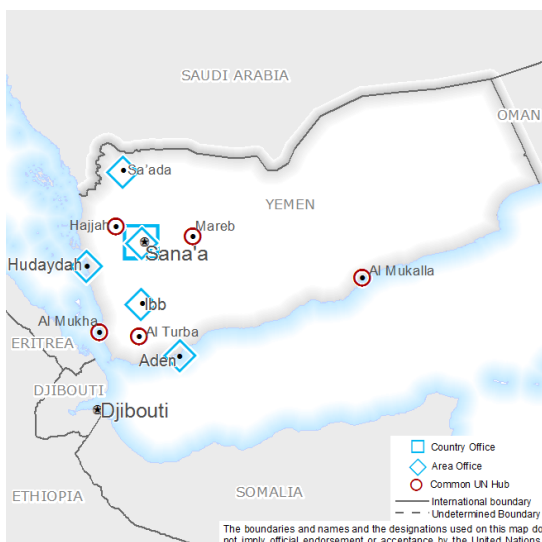 SAUDI ARABIA
OMAN
Sa'ada
YEMEN
Hajjah
Mareb
Sana'a
Hudaydah
Al Mukalla
Ibb
Al Mukha
Al Turba
ERITREA
Aden
DJIBOUTI
Djibouti
Country Office
Area Office
Common UN Hub
ETHIOPIA
SOMALIA
International boundary
Undetermined Boundary
The boundaries and names and the designations used on this map do
not imply official endorsement or acceptance by the United Nations